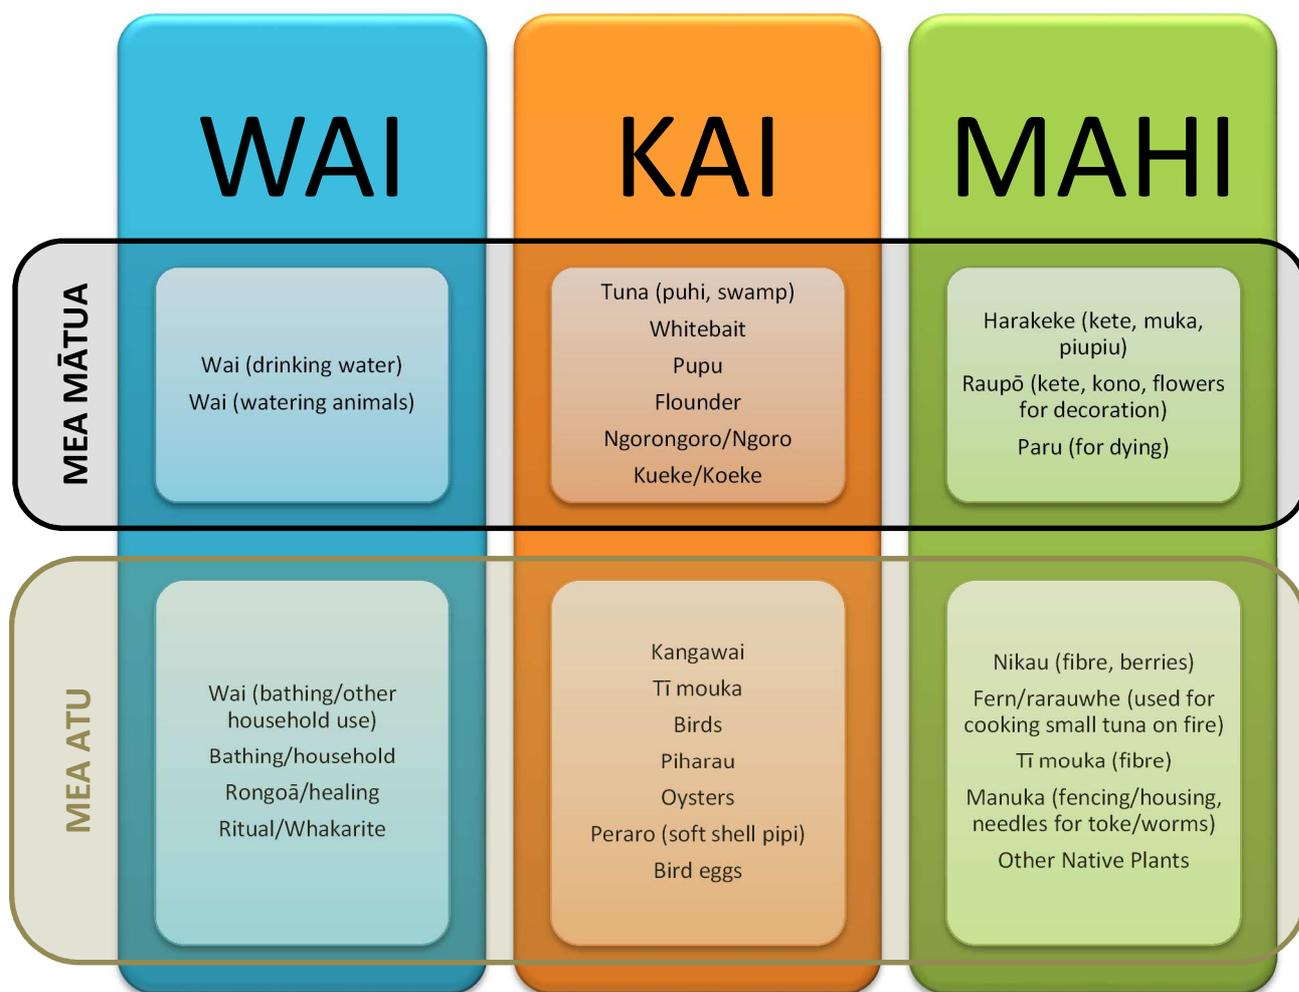 WAI
KAI
MAHI
MEA MĀTUA
Wai (drinking water)
Wai (watering animals)
Tuna (puhi, swamp)
Whitebait
Pupu
Flounder
Ngorongoro/Ngoro
Kueke/Koeke
Harakeke (kete, muka,
piupiu)
Raupō (kete, kono, flowers
for decoration)
Paru (for dying)
MEA ATU
Wai (bathing/other
household use)
Bathing/household
Rongoā/healing
Ritual/Whakarite
Kangawai
Tī mouka
Birds
Piharau
Oysters
Peraro (soft shell pipi)
Bird eggs
Nikau (fibre, berries)
Fern/rarauwhe (used for
cooking small tuna on fire)
Tī mouka (fibre)
Manuka (fencing/housing,
needles for toke/worms)
Other Native Plants